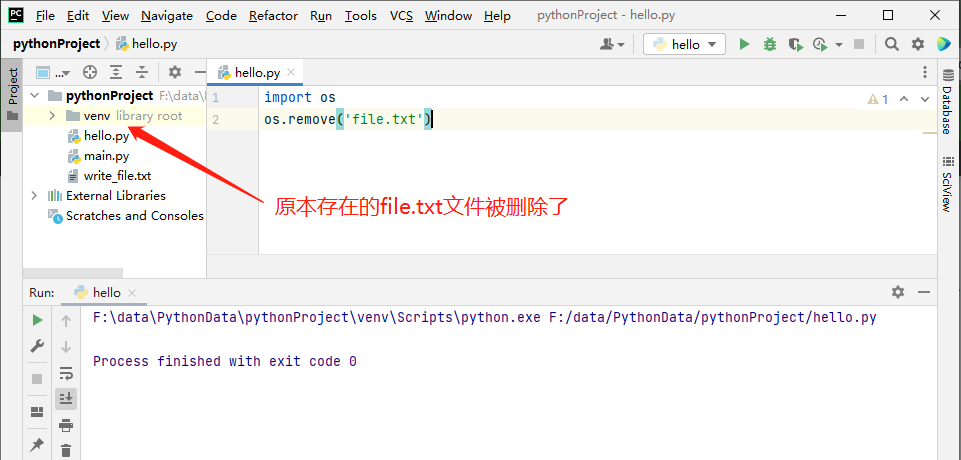 PC File Edit View Navigate Code Refactor Run Tools VCS Window Help pythonProject - hello.py
pythonProject hello.py hello
Project
... hello.py
pythonProject F:\data\
venv library root
hello.py
main.py
write_file.txt
External Libraries
Scratches and Consoles
1 import os
2 os.remove('file.txt')
1
原本存在的file.txt文件被删除了
Database
SciView
Run: hello
F:\data\PythonData\pythonProject\venv\Scripts\python.exe F:/data/PythonData/pythonProject/hello.py
Process finished with exit code 0